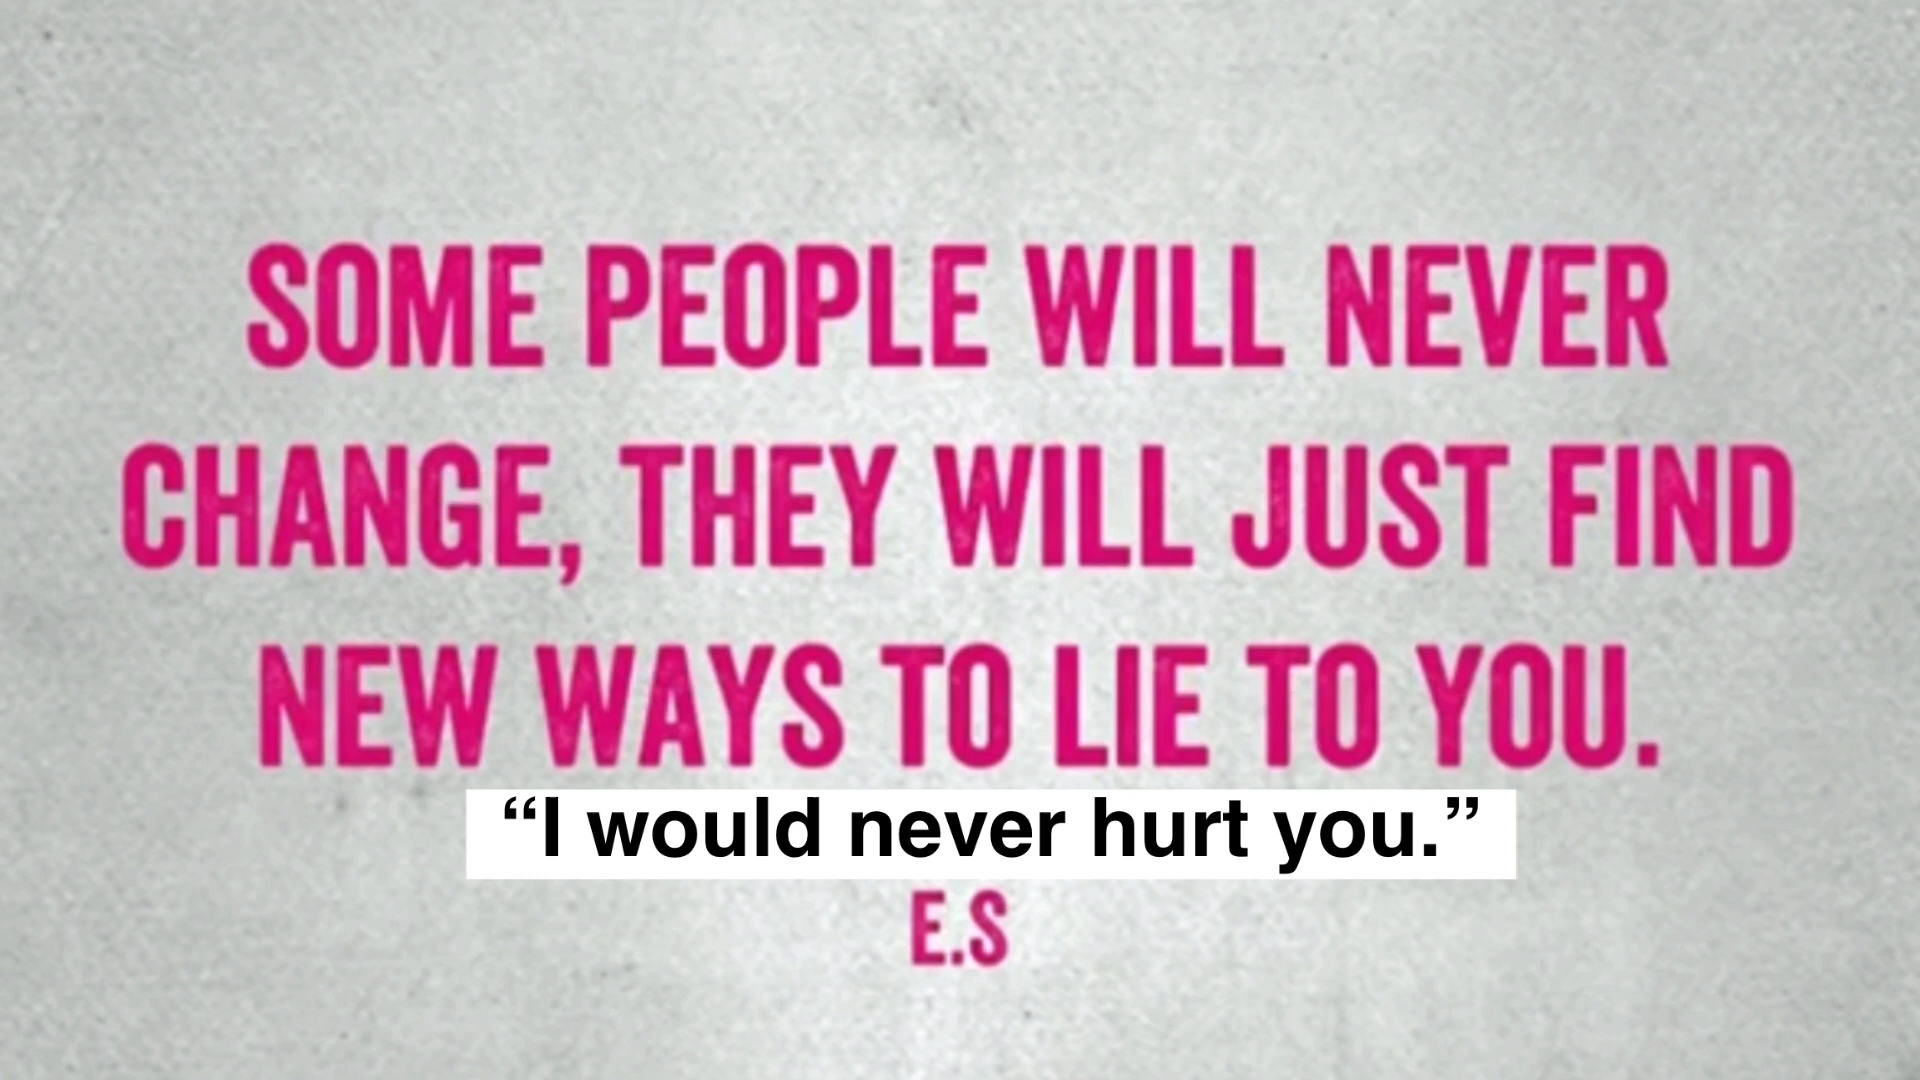 SOME PEOPLE WILL NEVER
CHANGE, THEY WILL JUST FIND
NEW WAYS TO LIE TO YOU.
“I would never hurt you.”
E.S